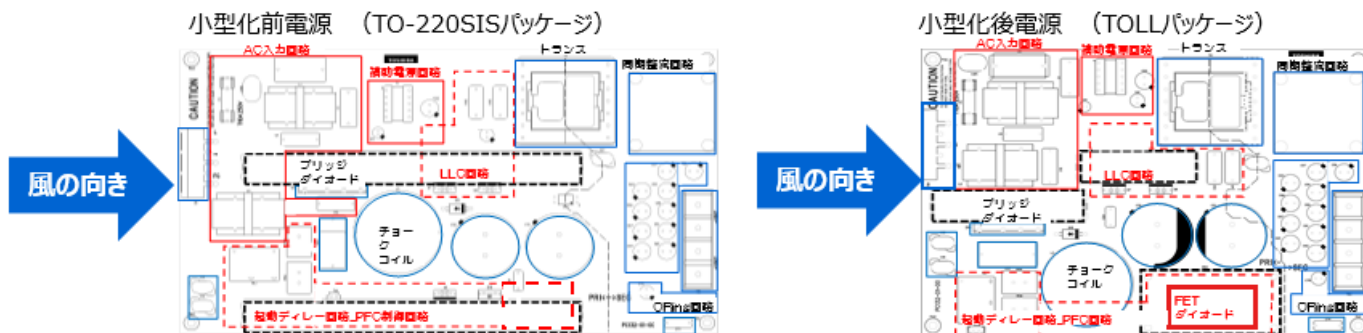 小型化前電源　（TO-220SISパッケージ）
AC入力回路
トランス
同期整流回路
補助電源回路
CAUTION
風の向き
ブリッジ
ダイオード
LLC回路
チョー
ク
コイル
ORing回路
起動ディレー回路_PFC制御回路
小型化後電源　（TOLLパッケージ）
AC入力回路
トランス
補助電源回路
同期整流回路
CAUTION
風の向き
LLC回路
ブリッジ
ダイオード
チョーク
コイル
FET
ダイオード
ORing回路
起動ディレー回路_PFC回路